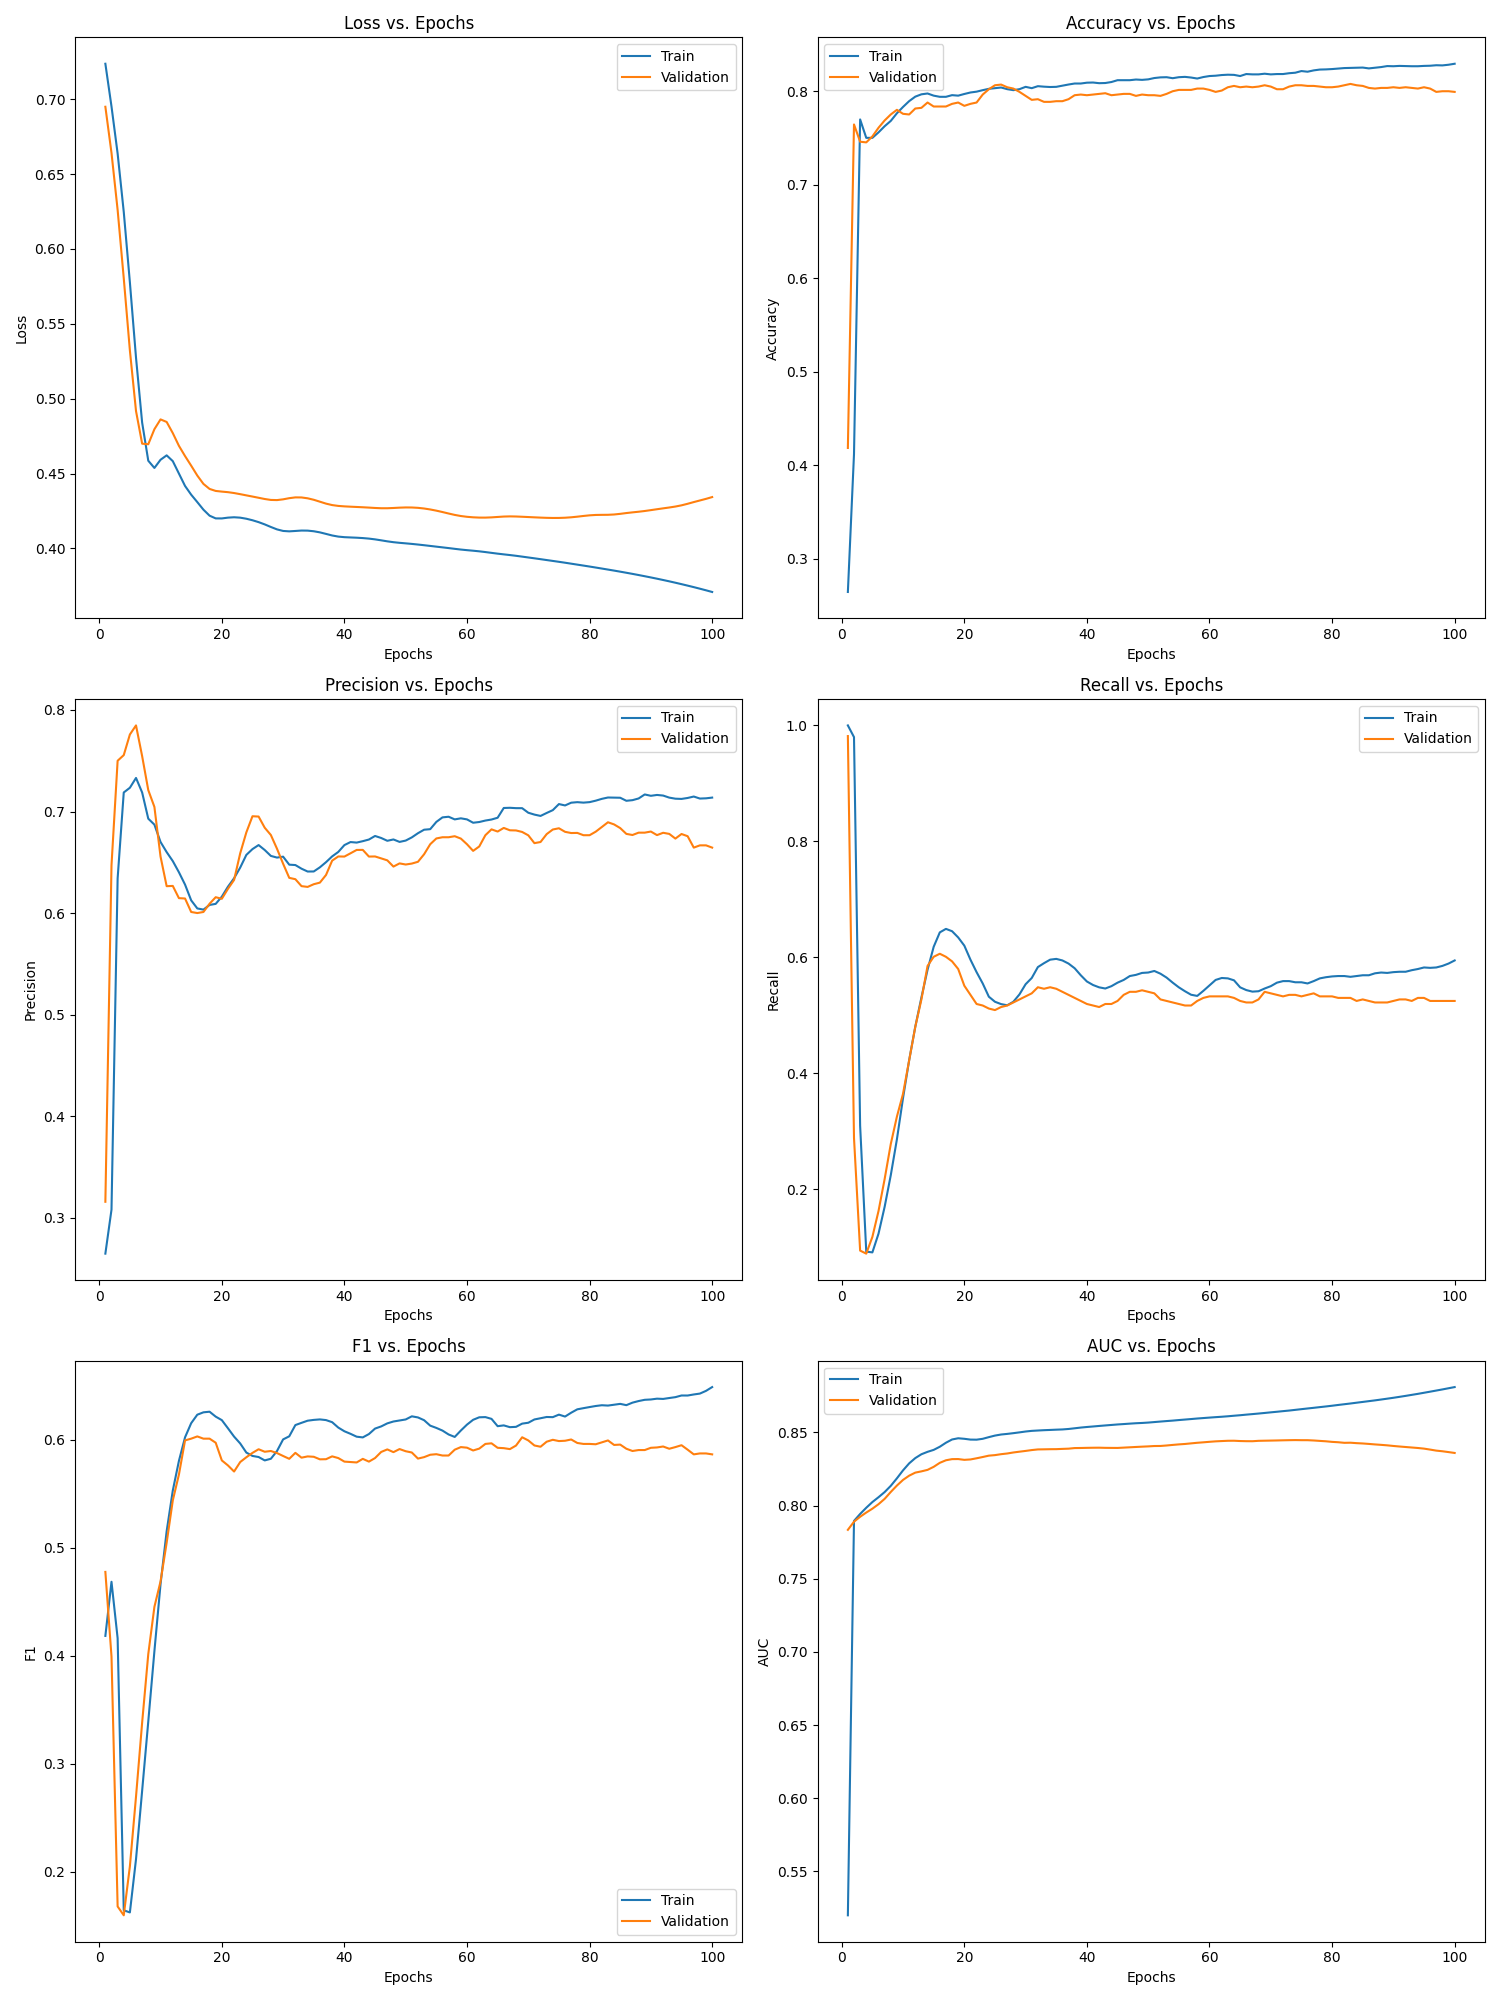 Loss vs. Epochs
Train
Validation
0.70
0.65
0.60
0.55
0.50
0.45
0.40
Loss
0 20 40 60 80 100
Epochs
Accuracy vs. Epochs
Train
Validation
0.8
0.7
0.6
0.5
0.4
0.3
Accuracy
0 20 40 60 80 100
Epochs
Precision vs. Epochs
Train
Validation
0.8
0.7
0.6
0.5
0.4
0.3
Precision
0 20 40 60 80 100
Epochs
Recall vs. Epochs
Train
Validation
1.0
0.8
0.6
0.4
0.2
Recall
0 20 40 60 80 100
Epochs
F1 vs. Epochs
0.6
0.5
0.4
0.3
0.2
F1
Train
Validation
0 20 40 60 80 100
Epochs
AUC vs. Epochs
Train
Validation
0.85
0.80
0.75
0.70
0.65
0.60
0.55
AUC
0 20 40 60 80 100
Epochs